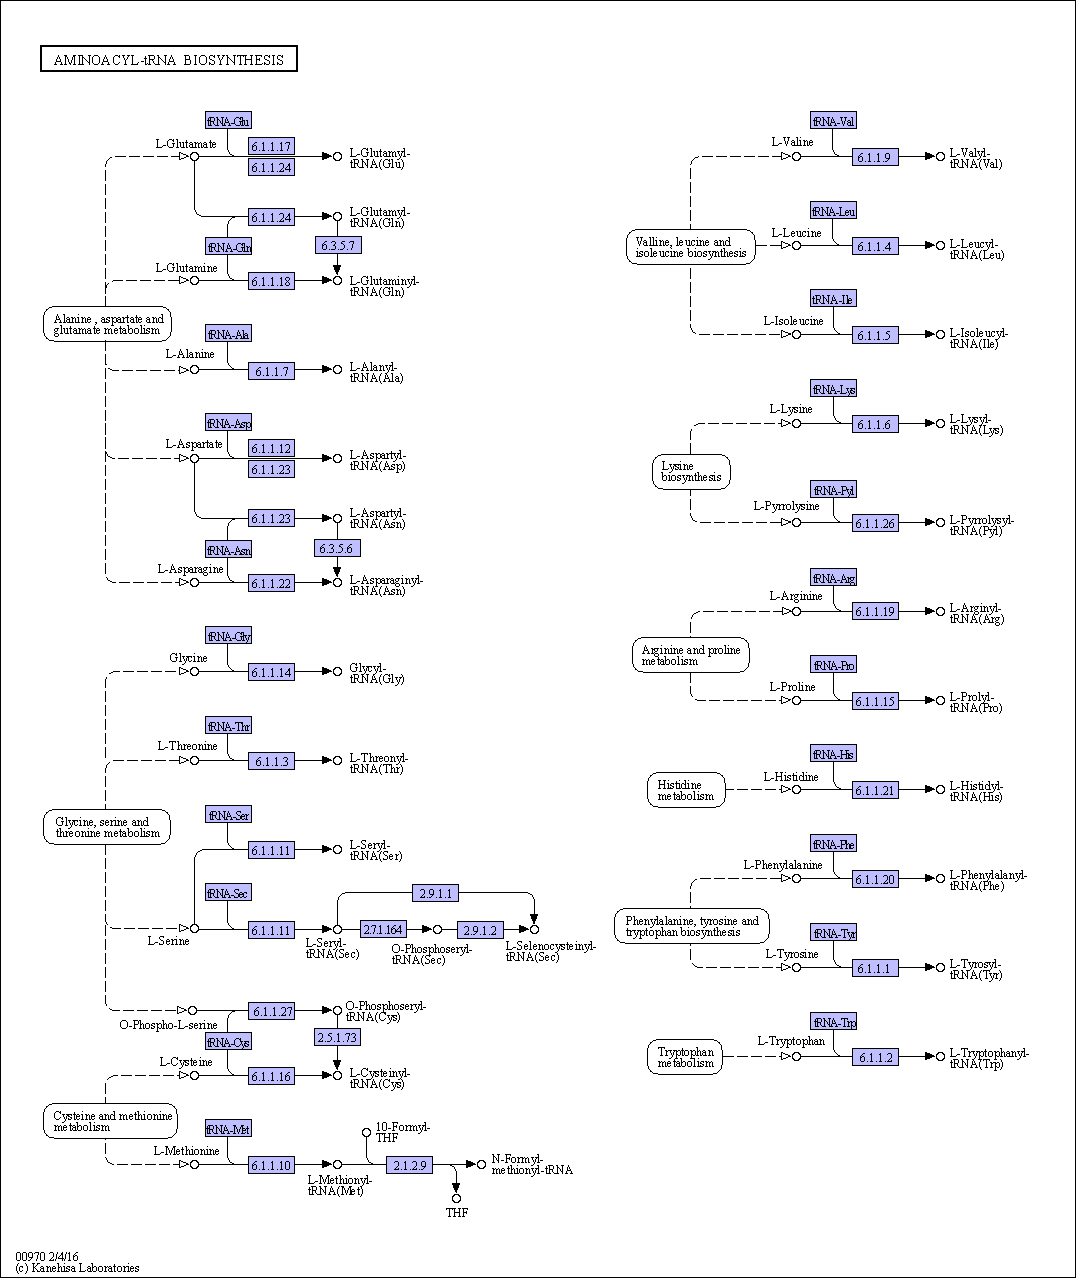 AMINOACYL-tRNA BIOSYNTHESIS
tRNA-Glu
L-Glutamate
6.1.1.17
6.1.1.24
L-Glutamyl-
tRNA(Glu)
6.1.1.24
L-Glutamyl-
tRNA(Gln)
tRNA-Gln
6.3.5.7
L-Glutamine
6.1.1.18
L-Glutaminyl-
tRNA(Gln)
Alanine , aspartate and
glutamate metabolism
tRNA-Ala
L-Alanine
6.1.1.7
L-Alanyl-
tRNA(Ala)
tRNA-Asp
L-Aspartate
6.1.1.12
6.1.1.23
L-Aspartyl-
tRNA(Asp)
6.1.1.23
L-Aspartyl-
tRNA(Asn)
tRNA-Asn
6.3.5.6
L-Asparagine
6.1.1.22
L-Asparaginyl-
tRNA(Asn)
tRNA-Gly
Glycine
6.1.1.14
Glycyl-
tRNA(Gly)
tRNA-Thr
L-Threonine
6.1.1.3
L-Threonyl-
tRNA(Thr)
Glycine, serine and
threonine metabolism
tRNA-Ser
6.1.1.11
L-Seryl-
tRNA(Ser)
tRNA-Sec
L-Serine
6.1.1.11
L-Seryl-
tRNA(Sec)
2.9.1.1
2.7.1.164
O-Phosphoseryl-
tRNA(Sec)
2.9.1.2
L-Selenocysteinyl-
tRNA(Sec)
O-Phospho-L-serine
6.1.1.27
O-Phosphoseryl-
tRNA(Cys)
tRNA-Cys
2.5.1.73
L-Cysteine
6.1.1.16
L-Cysteinyl-
tRNA(Cys)
Cysteine and methionine
metabolism
tRNA-Met
L-Methionine
6.1.1.10
L-Methionyl-
tRNA(Met)
10-Formyl-
THF
2.1.2.9
N-Formyl-
methionyl-tRNA
THF
tRNA-Val
L-Valine
6.1.1.9
L-Valyl-
tRNA(Val)
tRNA-Leu
Valline, leucine and
isoleucine biosynthesis
L-Leucine
6.1.1.4
L-Leucyl-
tRNA(Leu)
tRNA-Ile
L-Isoleucine
6.1.1.5
L-Isoleucyl-
tRNA(Ile)
tRNA-Lys
L-Lysine
6.1.1.6
L-Lysyl-
tRNA(Lys)
Lysine
biosynthesis
tRNA-Pyl
L-Pyrrolysine
6.1.1.26
L-Pyrrolysyl-
tRNA(Pyl)
tRNA-Arg
L-Arginine
6.1.1.19
L-Arginyl-
tRNA(Arg)
Arginine and proline
metabolism
tRNA-Pro
L-Proline
6.1.1.15
L-Prolyl-
tRNA(Pro)
tRNA-His
Histidine
metabolism
L-Histidine
6.1.1.21
L-Histidyl-
tRNA(His)
tRNA-Phe
L-Phenylalanine
6.1.1.20
L-Phenylalanyl-
tRNA(Phe)
Phenylalanine, tyrosine and
tryptophan biosynthesis
tRNA-Tyr
L-Tyrosine
6.1.1.1
L-Tyrosyl-
tRNA(Tyr)
tRNA-Trp
Tryptophan
metabolism
L-Tryptophan
6.1.1.2
L-Tryptophanyl-
tRNA(Trp)
00970 2/4/16
(c) Kanehisa Laboratories